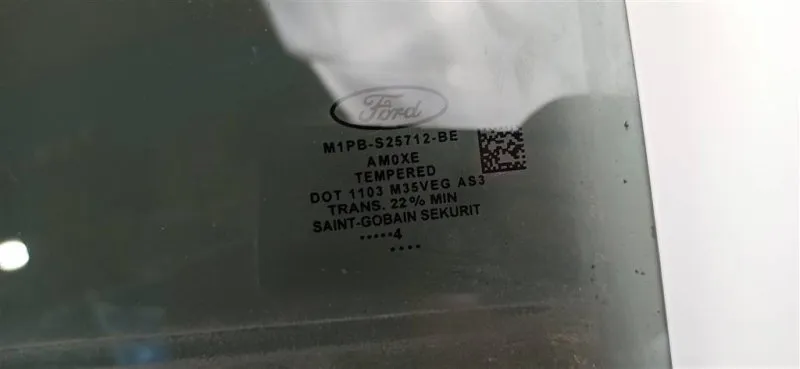 Ford
M1PB-S25712-BE
AM0XE
TEMPERED
DOT 1103 M35VEG AS3
TRANS. 22% MIN
SAINT-GOBAIN SEKURIT
•••••4
••••